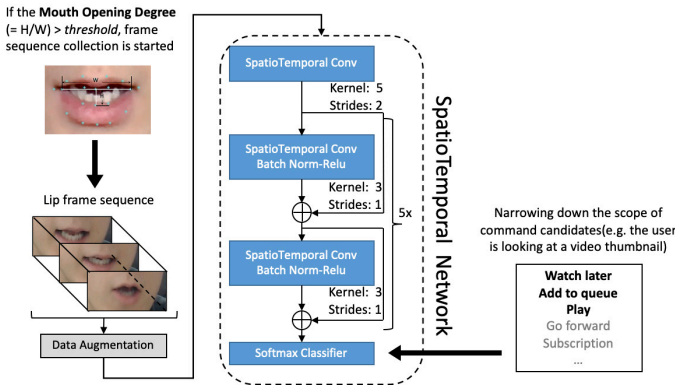 If the Mouth Opening Degree
(= H/W) > threshold, frame
sequence collection is started
W
Lip frame sequence
Data Augmentation
SpatioTemporal Conv
Kernel: 5
Strides: 2
SpatioTemporal Conv
Batch Norm-Relu
Kernel: 3
Strides: 1
5x
SpatioTemporal Conv
Batch Norm-Relu
Kernel: 3
Strides: 1
Softmax Classifier
SpatioTemporal Network
Narrowing down the scope of
command candidates(e.g. the user
is looking at a video thumbnail)
Watch later
Add to queue
Play
Go forward
Subscription
...